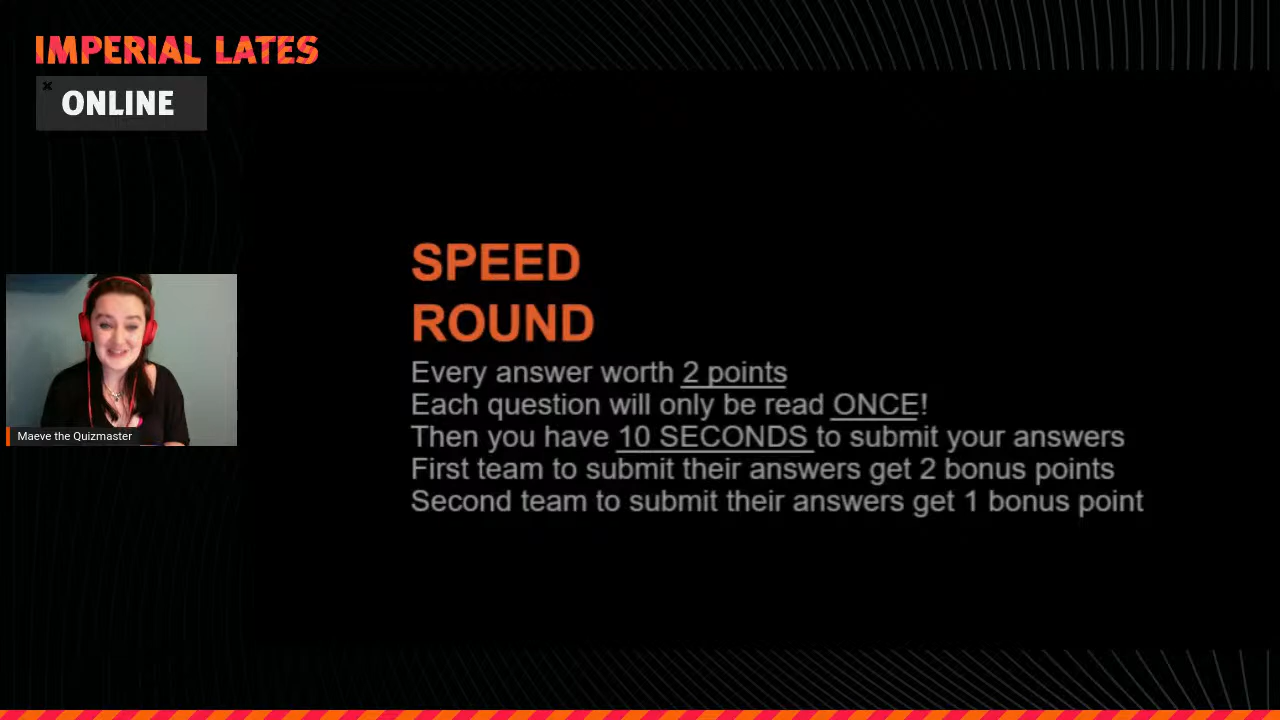 IMPERIAL LATES
ONLINE
SPEED
ROUND
Every answer worth 2 points
Each question will only be read ONCE!
Then you have 10 SECONDS to submit your answers
First team to submit their answers get 2 bonus points
Second team to submit their answers get 1 bonus point
Maeve the Quizmaster